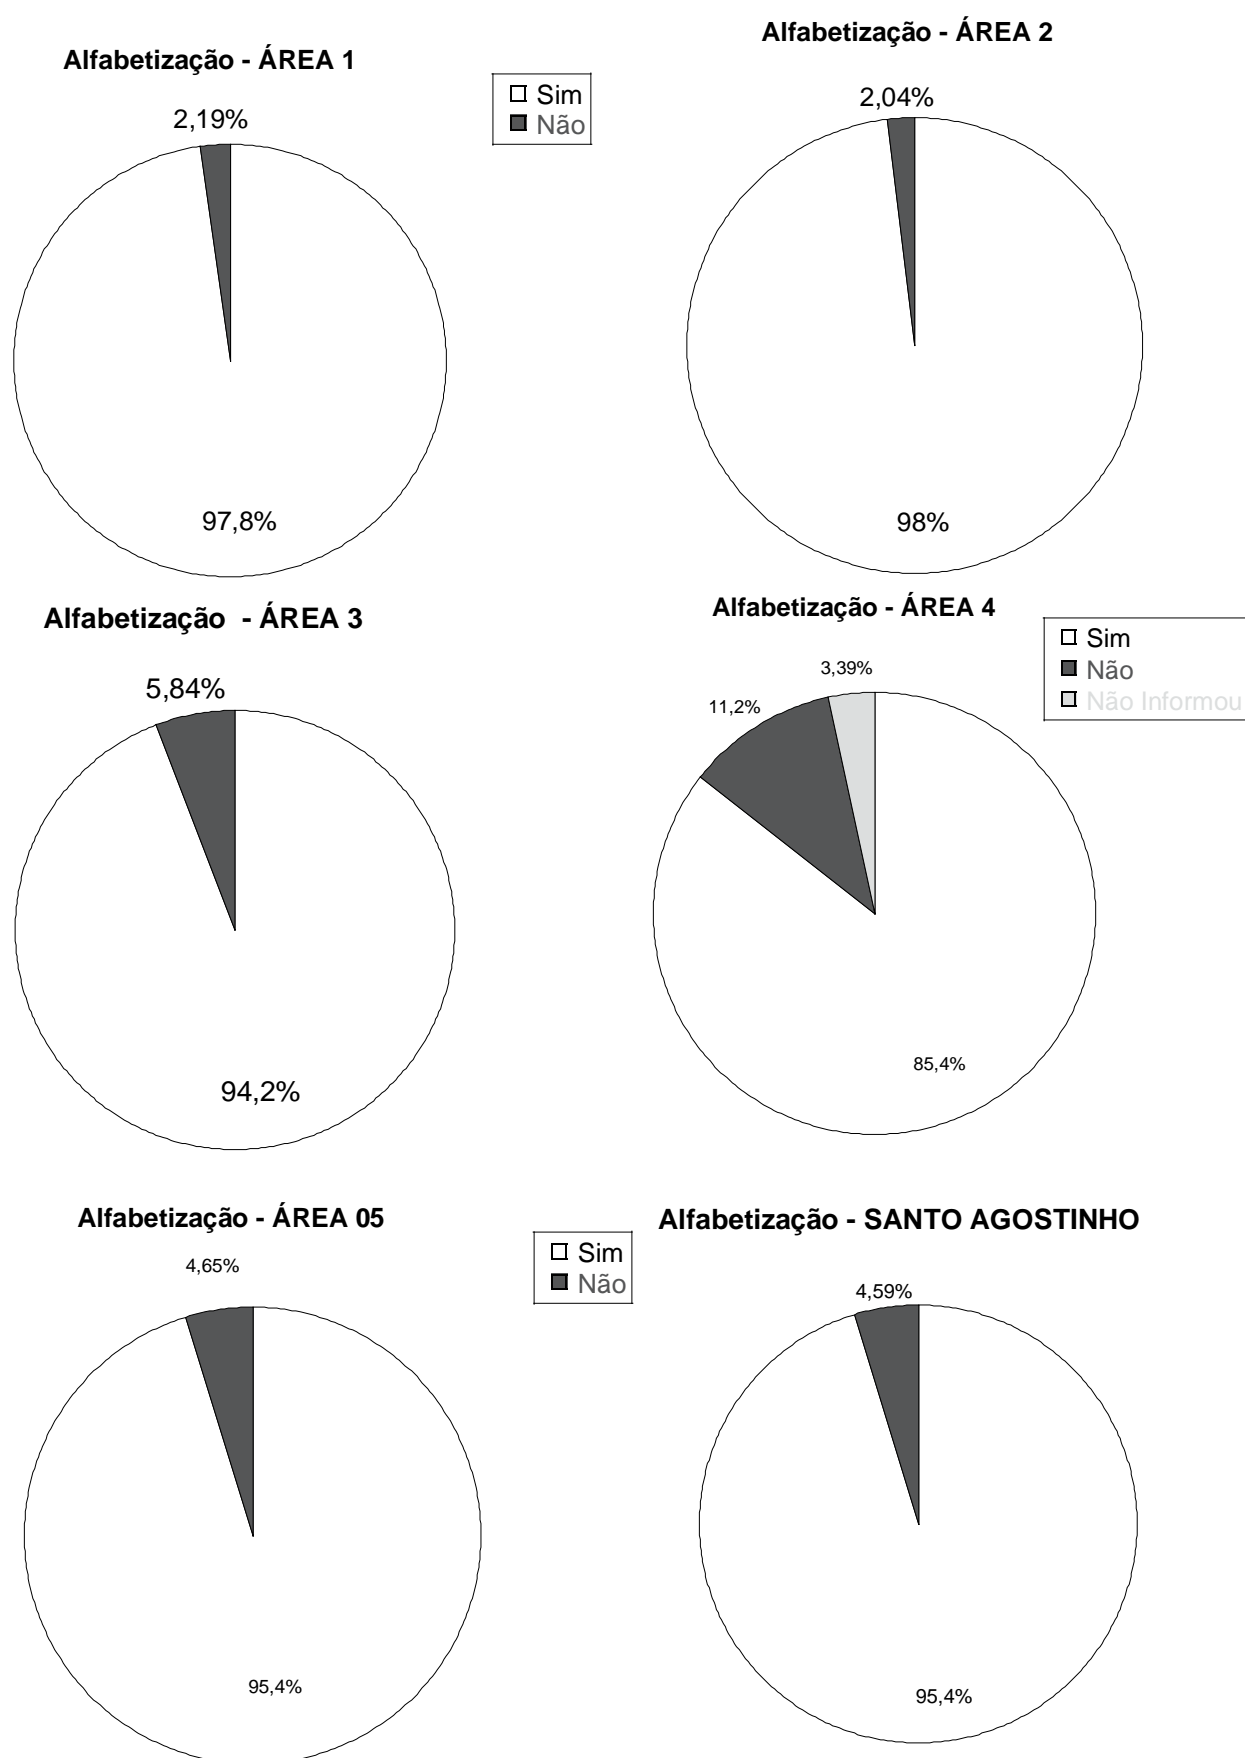 Alfabetização - ÁREA 1
Sim
Não
2,19%
97,8%
Alfabetização - ÁREA 2
2,04%
98%
Alfabetização - ÁREA 3
5,84%
94,2%
Alfabetização - ÁREA 4
Sim
Não
Não Informou
3,39%
11,2%
85,4%
Alfabetização - ÁREA 05
4,65%
Sim
Não
95,4%
Alfabetização - SANTO AGOSTINHO
4,59%
95,4%